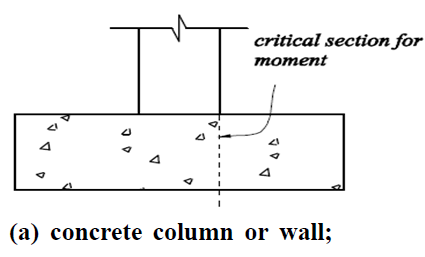 critical section for
moment
(a) concrete column or wall;